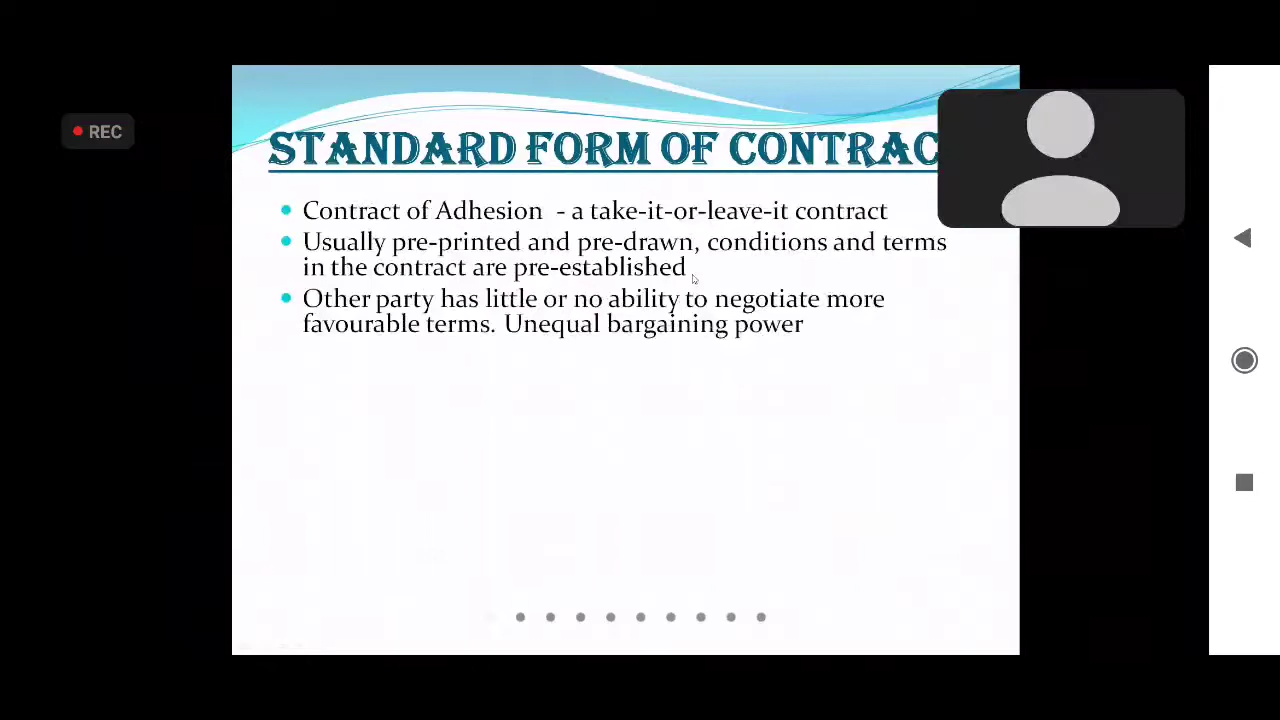 REC
STANDARD FORM OF CONTRAC
• Contract of Adhesion - a take-it-or-leave-it contract
• Usually pre-printed and pre-drawn, conditions and terms
in the contract are pre-established
• Other party has little or no ability to negotiate more
favourable terms. Unequal bargaining power